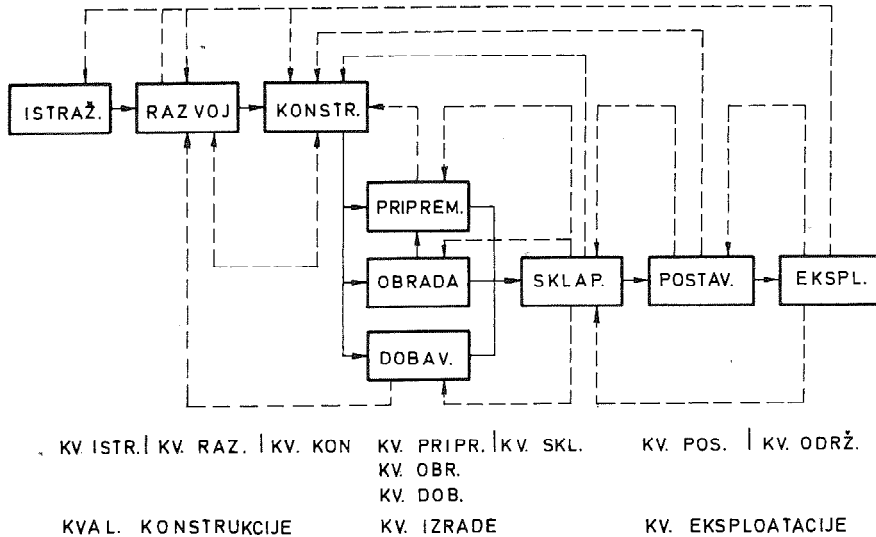 ISTRAŽ.
RAZVOJ
KONSTR.
PRIPREM.
OBRADA
SKLAP.
POSTAV.
EKSPL.
DOBAV.
KV ISTR. | KV. RAZ. | KV. KON KV. PRIPR. | KV. SKL. KV. POS. | KV. ODRŽ.
KV. OBR.
KV. DOB.
KVAL. KONSTRUKCIJE KV. IZRADE KV. EKSPLOATACIJE